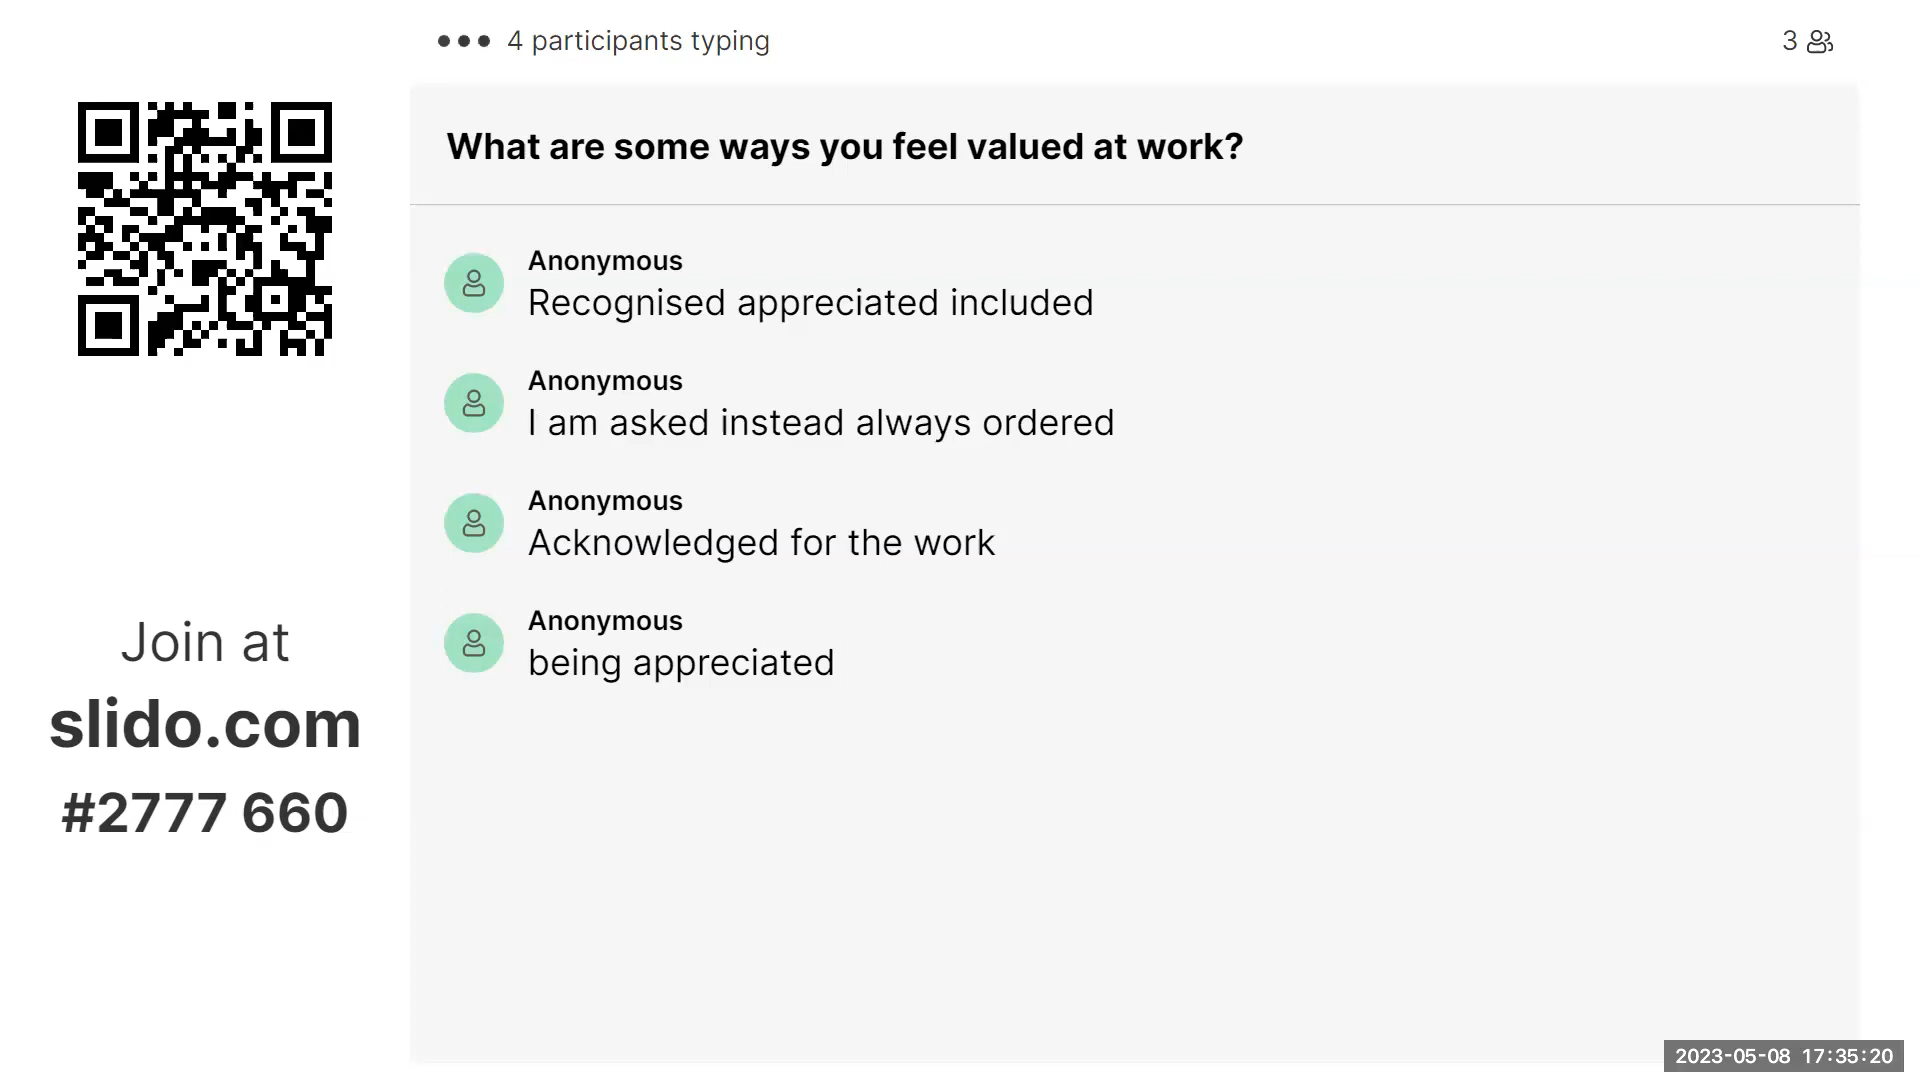 4 participants typing
3
What are some ways you feel valued at work?
Anonymous
Recognised appreciated included
Anonymous
I am asked instead always ordered
Anonymous
Acknowledged for the work
Anonymous
being appreciated
Join at
slido.com
#2777 660
2023-05-08 17:35:20